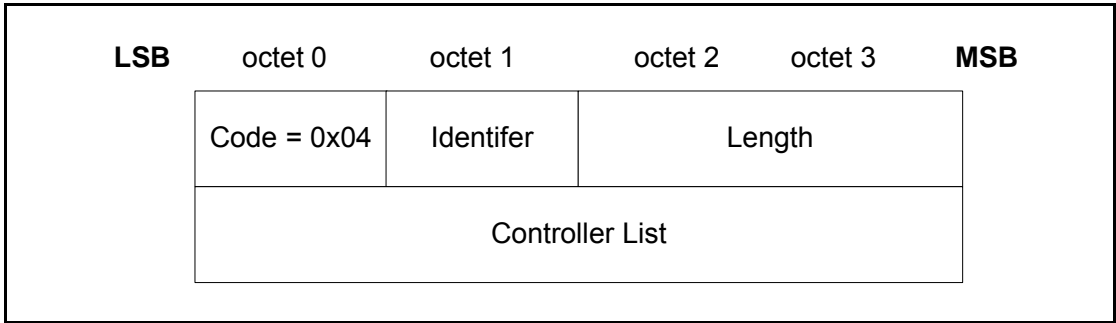 LSB octet 0 octet 1 octet 2 octet 3 MSB
Code = 0x04 Identifer Length
Controller List